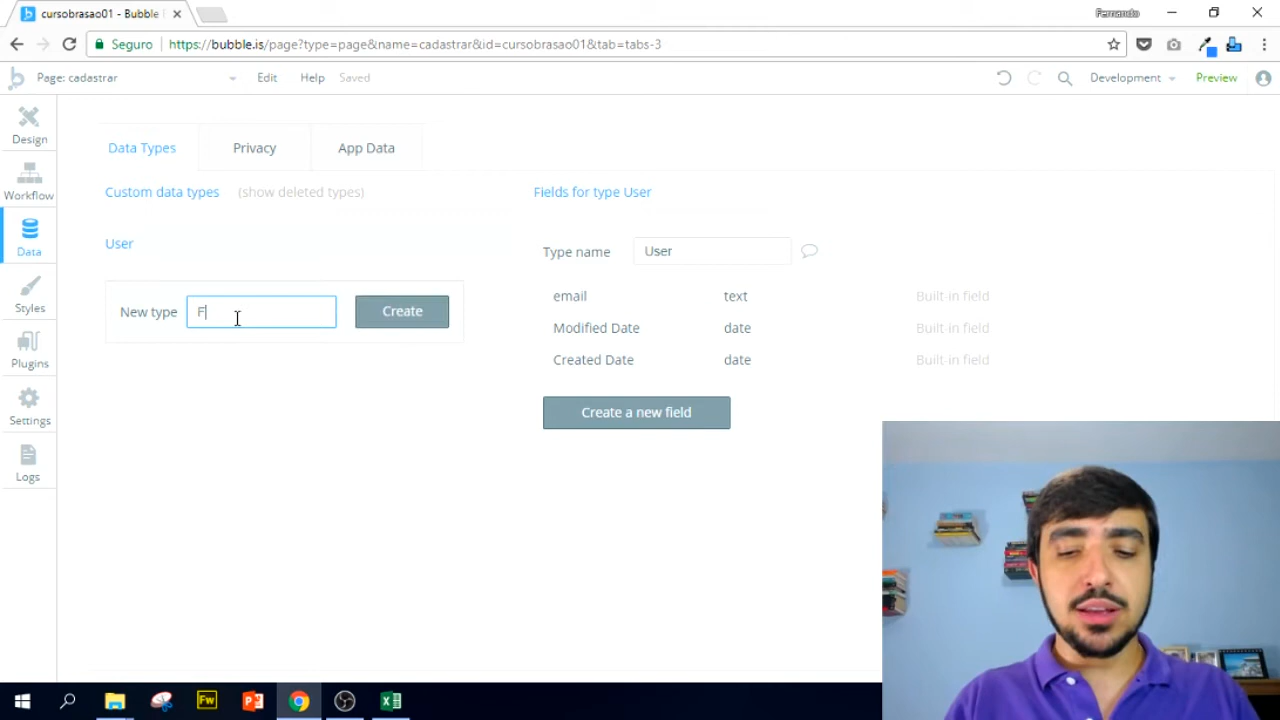 cursobrasao01 - Bubble
Fernando
Seguro
https://bubble.is/page?type=page&name=cadastrar&id=cursobrasao01&tab=tabs-3
Page: cadastrar
Edit
Help
Saved
Development
Preview
Design
Workflow
Data
Styles
Plugins
Settings
Logs
Data Types
Privacy
App Data
Custom data types
(show deleted types)
User
New type
F
Create
Fields for type User
Type name
User
email text Built-in field
Modified Date date Built-in field
Created Date date Built-in field
Create a new field
Fw